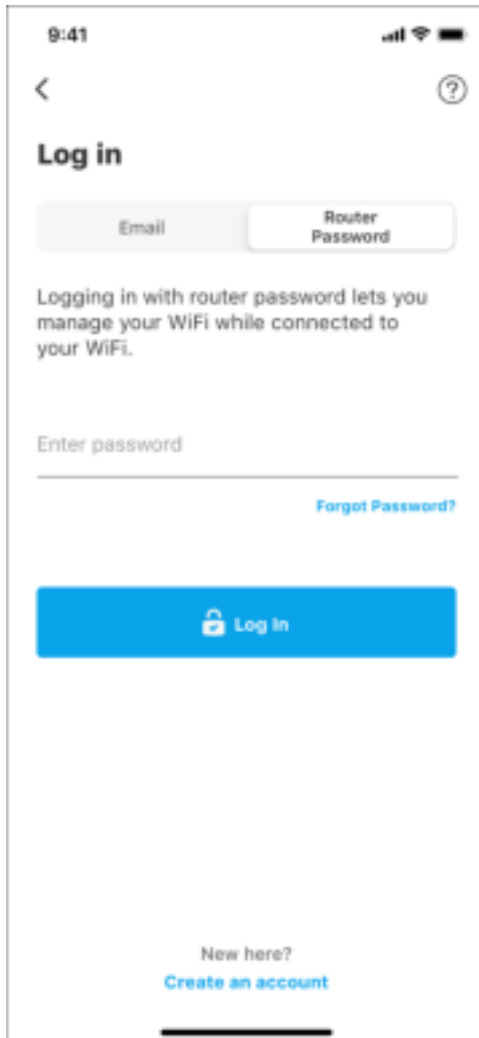 9:41
Log in
Email
Router
Password
Logging in with router password lets you
manage your WiFi while connected to
your WiFi.
Enter password
Forgot Password?
Log In
New here?
Create an account